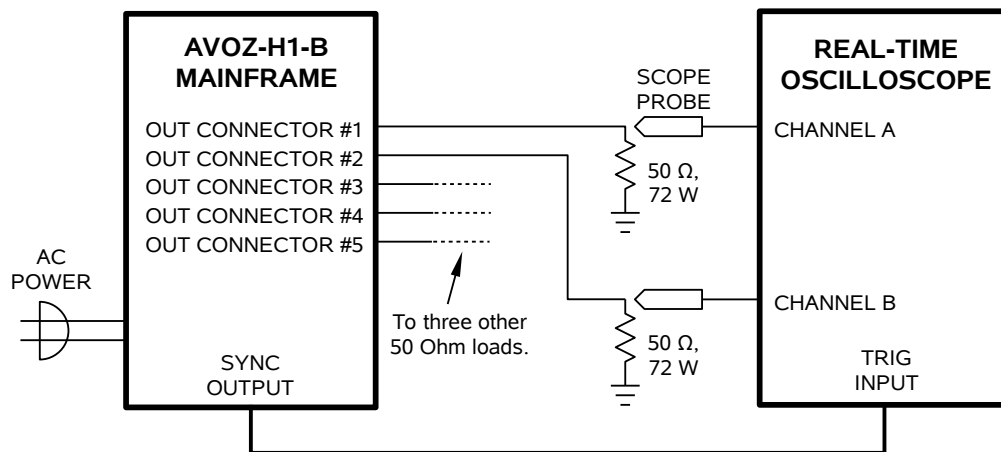 AVOZ-H1-B
MAINFRAME
OUT CONNECTOR #1
OUT CONNECTOR #2
OUT CONNECTOR #3
OUT CONNECTOR #4
OUT CONNECTOR #5
AC
POWER
SYNC
OUTPUT
To three other
50 Ohm loads.
SCOPE
PROBE
50 Ω,
72 W
50 Ω,
72 W
REAL-TIME
OSCILLOSCOPE
CHANNEL A
CHANNEL B
TRIG
INPUT